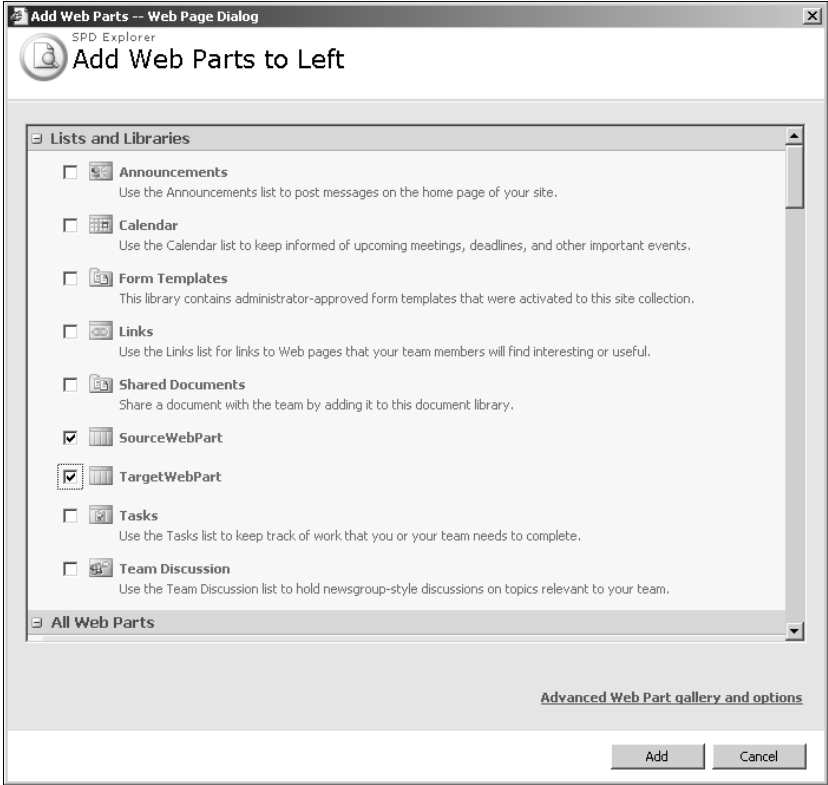 Add Web Parts -- Web Page Dialog
SPD Explorer
Add Web Parts to Left
Lists and Libraries
Announcements
Use the Announcements list to post messages on the home page of your site.
Calendar
Use the Calendar list to keep informed of upcoming meetings, deadlines, and other important events.
Form Templates
This library contains administrator-approved form templates that were activated to this site collection.
Links
Use the Links list for links to Web pages that your team members will find interesting or useful.
Shared Documents
Share a document with the team by adding it to this document library.
SourceWebPart
TargetWebPart
Tasks
Use the Tasks list to keep track of work that you or your team needs to complete.
Team Discussion
Use the Team Discussion list to hold newsgroup-style discussions on topics relevant to your team.
All Web Parts
Advanced Web Part gallery and options
Add Cancel